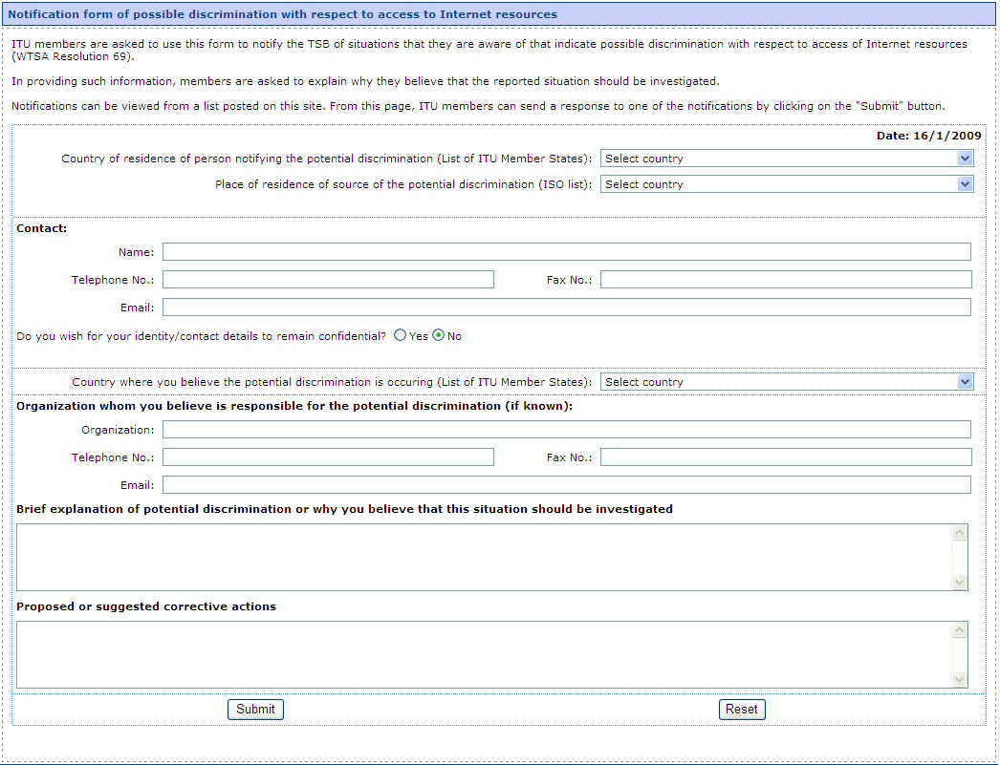 Notification form of possible discrimination with respect to access to Internet resources
ITU members are asked to use this form to notify the TSB of situations that they are aware of that indicate possible discrimination with respect to access of Internet resources
(WTSA Resolution 69).
In providing such information, members are asked to explain why they believe that the reported situation should be investigated.
Notifications can be viewed from a list posted on this site. From this page, ITU members can send a response to one of the notifications by clicking on the "Submit" button.
Date: 16/1/2009
Country of residence of person notifying the potential discrimination (List of ITU Member States): Select country
Place of residence of source of the potential discrimination (ISO list): Select country
Contact:
Name:
Telephone No.: Fax No.:
Email:
Do you wish for your identity/contact details to remain confidential? Yes No
Country where you believe the potential discrimination is occuring (List of ITU Member States): Select country
Organization whom you believe is responsible for the potential discrimination (if known):
Organization:
Telephone No.: Fax No.:
Email:
Brief explanation of potential discrimination or why you believe that this situation should be investigated
Proposed or suggested corrective actions
Submit Reset